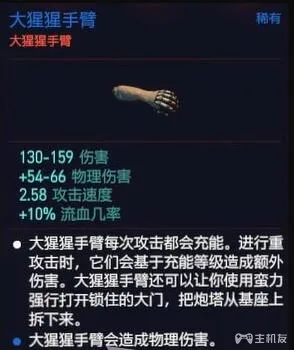 大猩猩手臂 稀有
大猩猩手臂
130-159 伤害
+54-66 物理伤害
2.58 攻击速度
+10% 流血几率
大猩猩手臂每次攻击都会充能。进行重
攻击时，它们会基于充能等级造成额外
伤害。大猩猩手臂还可以让你使用蛮力
强行打开锁住的大门，把炮塔从基座上
拆下来。
大猩猩手臂会造成物理伤害。
主机友